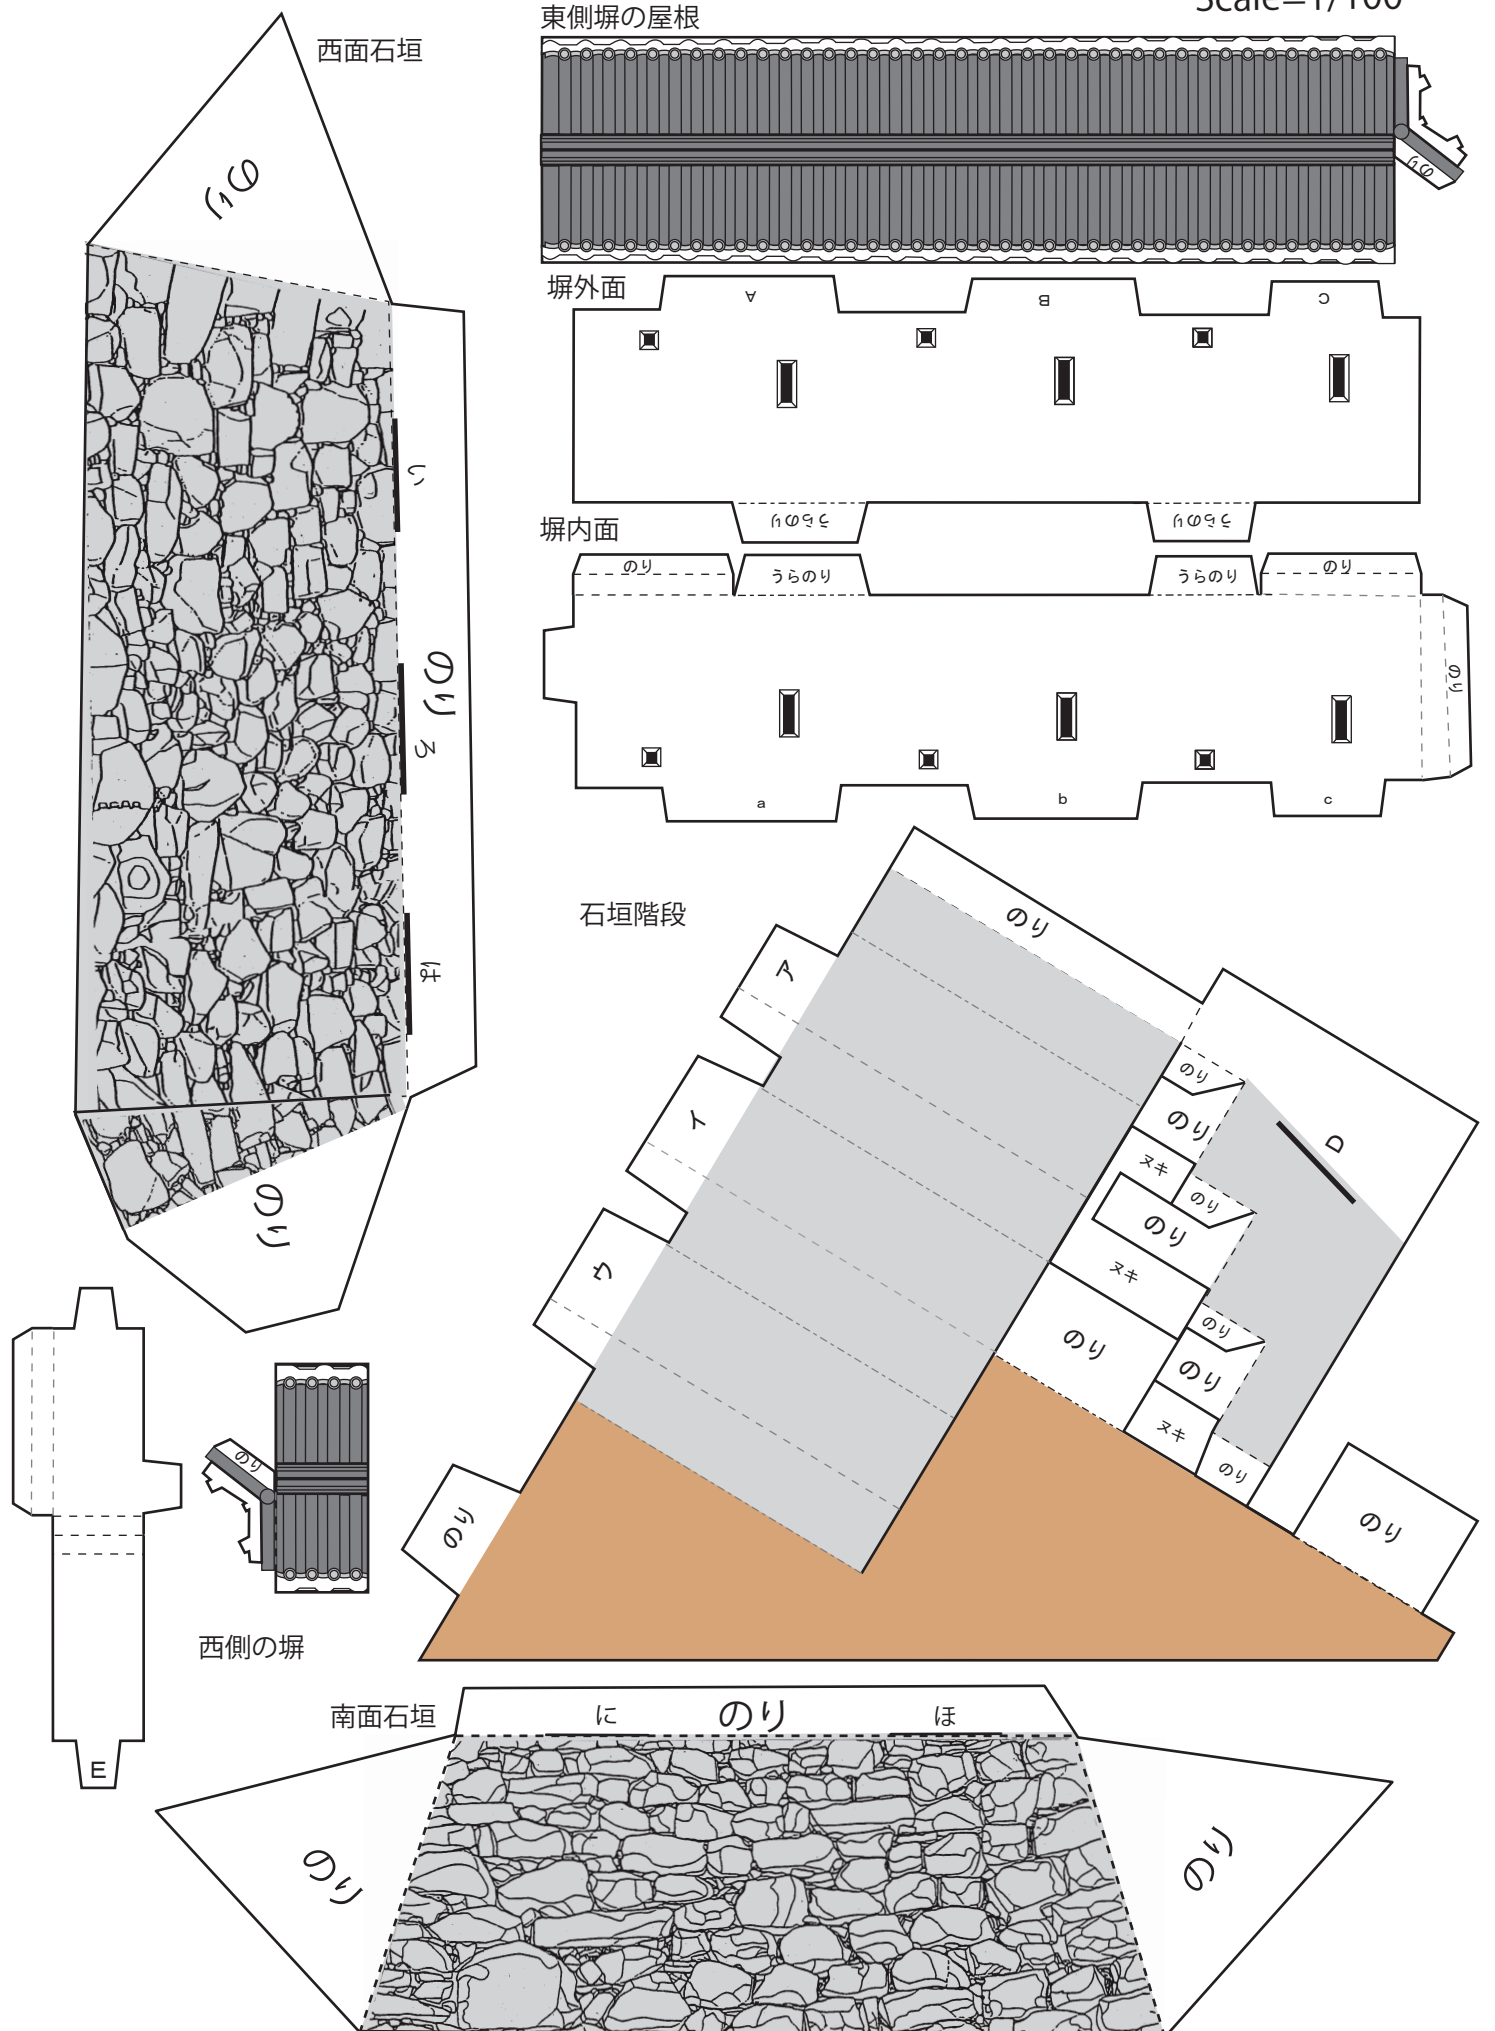 Scale=1/100
東側塀の屋根
のり
西面石垣
のり
い
のり
ろ
は
のり
塀外面
A
B
C
うらのり
うらのり
塀内面
のり
うらのり
うらのり
のり
のり
a
b
c
石垣階段
のり
ア
イ
ウ
のり
のり
のり
ヌキ
のり
のり
ヌキ
のり
のり
のり
ヌキ
のり
D
のり
のり
西側の塀
E
南面石垣
に
のり
ほ
のり
のり